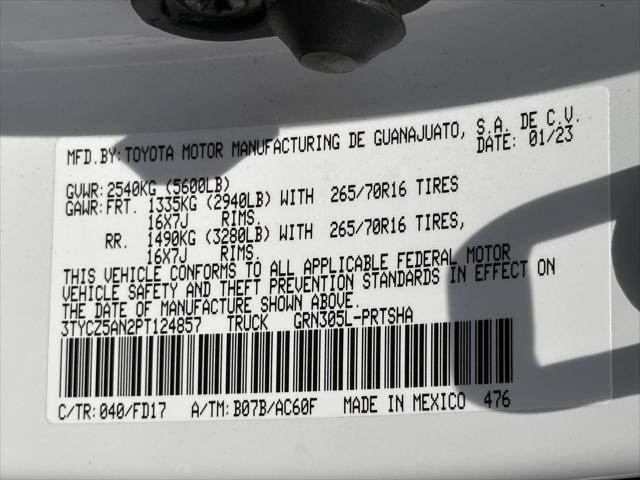 MFD.BY:TOYOTA MOTOR MANUFACTURING DE GUANAJUATO, S.A. DE C.V.
DATE: 01/23
GVWR:2540KG (5600LB)
GAWR:FRT. 1335KG (2940LB) WITH 265/70R16 TIRES
16X7J RIMS.
RR. 1490KG (3280LB) WITH 265/70R16 TIRES,
16X7J RIMS.
THIS VEHICLE CONFORMS TO ALL APPLICABLE FEDERAL MOTOR
VEHICLE SAFETY AND THEFT PREVENTION STANDARDS IN EFFECT ON
THE DATE OF MANUFACTURE SHOWN ABOVE.
3TYCZ5AN2PT124857 TRUCK GRN305L-PRTSHA
C/TR: 040/FD17 A/TM: B07B/AC60F MADE IN MEXICO 476